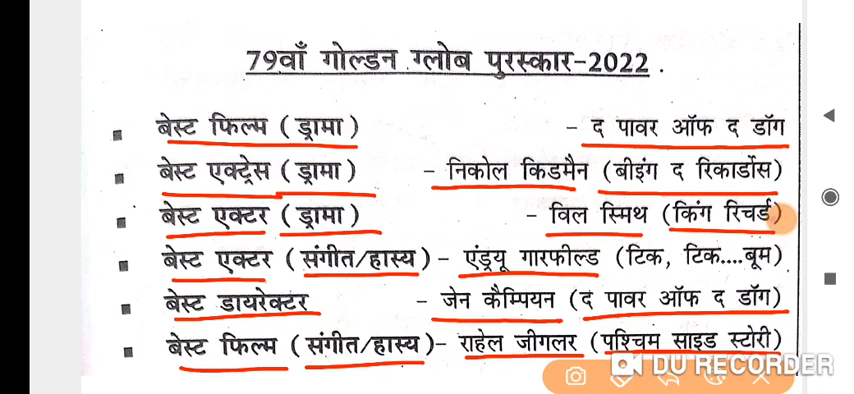 79वाँ गोल्डन ग्लोब पुरस्कार-2022 .
▪ बेस्ट फिल्म (ड्रामा) - द पावर ऑफ द डॉग
▪ बेस्ट एक्ट्रेस (ड्रामा) - निकोल किडमैन (बीइंग द रिकार्डोस)
▪ बेस्ट एक्टर (ड्रामा) - विल स्मिथ (किंग रिचर्ड)
▪ बेस्ट एक्टर (संगीत/हास्य) - एंड्रयू गारफील्ड (टिक, टिक....बूम)
▪ बेस्ट डायरेक्टर - जेन कैम्पियन (द पावर ऑफ द डॉग)
▪ बेस्ट फिल्म (संगीत/हास्य)- राहेल जीगलर (पश्चिम साइड स्टोरी)
DU RECORDER